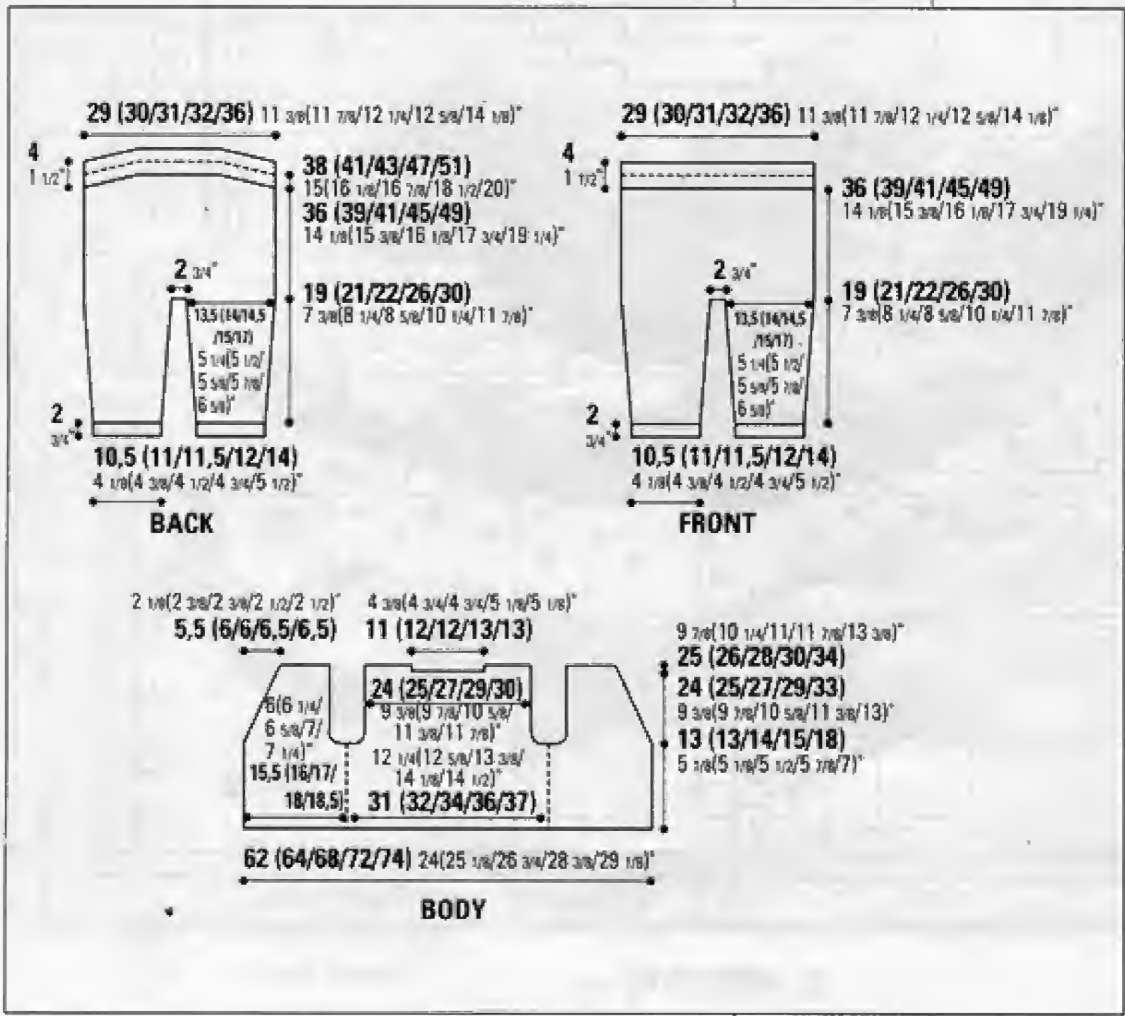 29 (30/31/32/36) 11 3/8(11 7/8/12 1/4/12 5/8/14 1/8)"
4
1 1/2"
38 (41/43/47/51)
15(16 1/8/16 7/8/18 1/2/20)"
36 (39/41/45/49)
14 1/8(15 3/8/16 1/8/17 3/4/19 1/4)"
2 3/4"
19 (21/22/26/30)
7 3/8(8 1/4/8 5/8/10 1/4/11 7/8)"
13,5 (14/14,5
/15/17)
5 1/4(5 1/2/
5 5/8/5 7/8/
6 5/8)"
2
3/4"
10,5 (11/11,5/12/14)
4 1/8(4 3/8/4 1/2/4 3/4/5 1/2)"
BACK
29 (30/31/32/36) 11 3/8(11 7/8/12 1/4/12 5/8/14 1/8)"
4
1 1/2"
36 (39/41/45/49)
14 1/8(15 3/8/16 1/8/17 3/4/19 1/4)"
2 3/4"
19 (21/22/26/30)
7 3/8(8 1/4/8 5/8/10 1/4/11 7/8)"
13,5 (14/14,5
/15/17)
5 1/4(5 1/2/
5 5/8/5 7/8/
6 5/8)"
2
3/4"
10,5 (11/11,5/12/14)
4 1/8(4 3/8/4 1/2/4 3/4/5 1/2)"
FRONT
2 1/8(2 3/8/2 3/8/2 1/2/2 1/2)"
5,5 (6/6/6,5/6,5)
4 3/8(4 3/4/4 3/4/5 1/8/5 1/8)"
11 (12/12/13/13)
9 7/8(10 1/4/11/11 7/8/13 3/8)"
25 (26/28/30/34)
24 (25/27/29/33)
9 3/8(9 7/8/10 5/8/11 3/8/13)"
13 (13/14/15/18)
5 1/8(5 1/8/5 1/2/5 7/8/7)"
24 (25/27/29/30)
9 3/8(9 7/8/10 5/8/
11 3/8/11 7/8)"
12 1/4(12 5/8/13 3/8/
14 1/8/14 1/2)"
31 (32/34/36/37)
6(6 1/4/
6 5/8/7/
7 1/4)"
15,5 (16/17/
18/18,5)
62 (64/68/72/74) 24(25 1/8/26 3/4/28 3/8/29 1/8)"
BODY